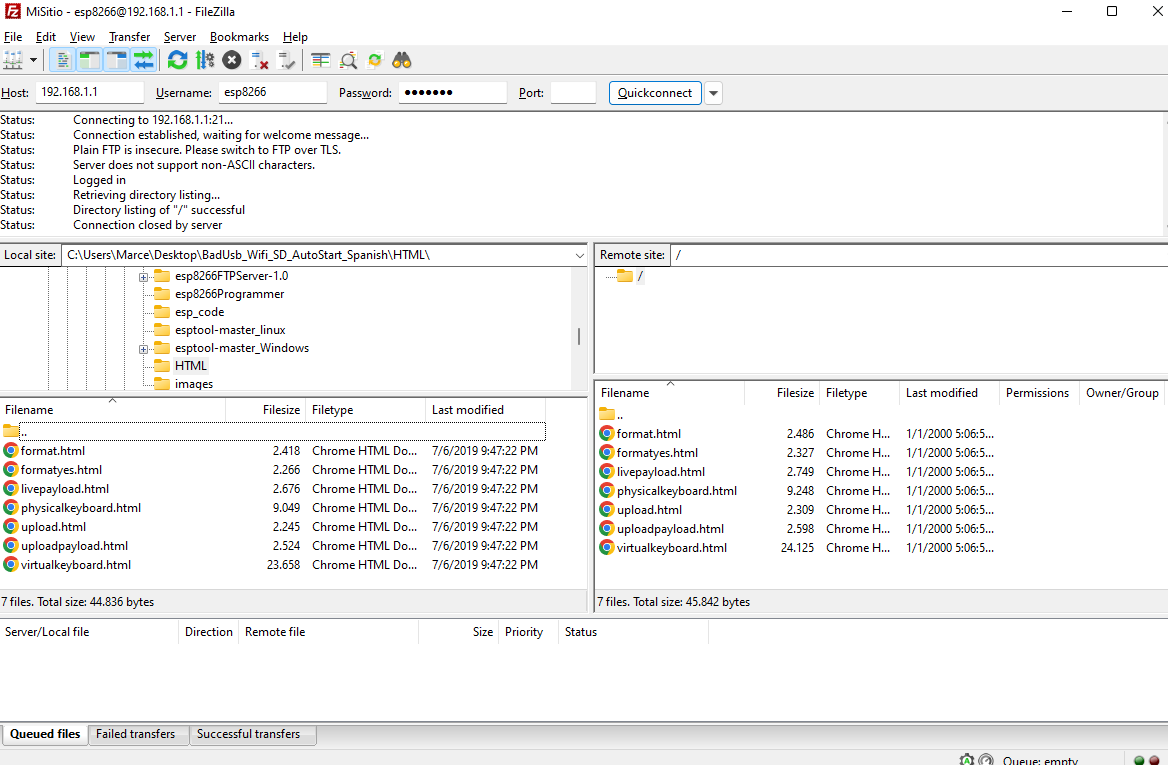 MiSitio - esp8266@192.168.1.1 - FileZilla
File Edit View Transfer Server Bookmarks Help
Host: 192.168.1.1 Username: esp8266 Password: ●●●●●●● Port: Quickconnect
Status: Connecting to 192.168.1.1:21...
Status: Connection established, waiting for welcome message...
Status: Plain FTP is insecure. Please switch to FTP over TLS.
Status: Server does not support non-ASCII characters.
Status: Logged in
Status: Retrieving directory listing...
Status: Directory listing of "/" successful
Status: Connection closed by server
Local site: C:\Users\Marce\Desktop\BadUsb_Wifi_SD_AutoStart_Spanish\HTML\
esp8266FTPServer-1.0
esp8266Programmer
esp_code
esptool-master_linux
esptool-master_Windows
HTML
images
Filename Filesize Filetype Last modified
..
format.html 2.418 Chrome HTML Do... 7/6/2019 9:47:22 PM
formatyes.html 2.266 Chrome HTML Do... 7/6/2019 9:47:22 PM
livepayload.html 2.676 Chrome HTML Do... 7/6/2019 9:47:22 PM
physicalkeyboard.html 9.049 Chrome HTML Do... 7/6/2019 9:47:22 PM
upload.html 2.245 Chrome HTML Do... 7/6/2019 9:47:22 PM
uploadpayload.html 2.524 Chrome HTML Do... 7/6/2019 9:47:22 PM
virtualkeyboard.html 23.658 Chrome HTML Do... 7/6/2019 9:47:22 PM
7 files. Total size: 44.836 bytes
Remote site: /
/
Filename Filesize Filetype Last modified Permissions Owner/Group
..
format.html 2.486 Chrome H... 1/1/2000 5:06:5...
formatyes.html 2.327 Chrome H... 1/1/2000 5:06:5...
livepayload.html 2.749 Chrome H... 1/1/2000 5:06:5...
physicalkeyboard.html 9.248 Chrome H... 1/1/2000 5:06:5...
upload.html 2.309 Chrome H... 1/1/2000 5:06:5...
uploadpayload.html 2.598 Chrome H... 1/1/2000 5:06:5...
virtualkeyboard.html 24.125 Chrome H... 1/1/2000 5:06:5...
7 files. Total size: 45.842 bytes
Server/Local file Direction Remote file Size Priority Status
Queued files Failed transfers Successful transfers
Queue: empty